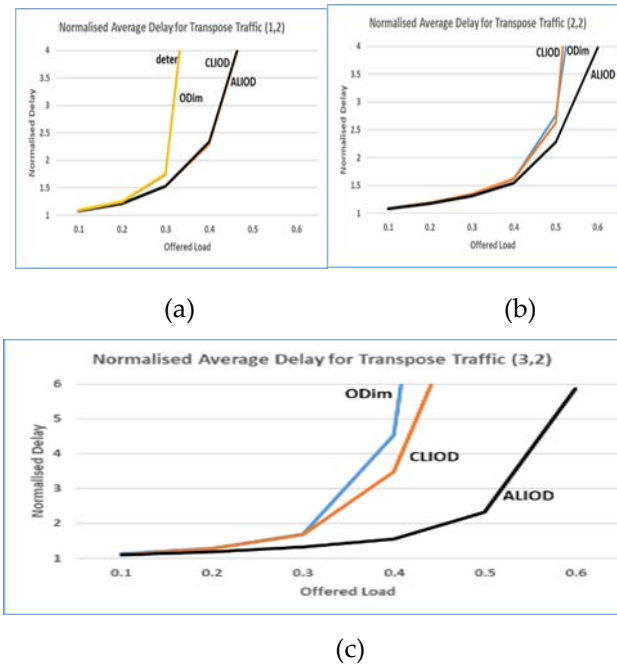 Normalised Average Delay for Transpose Traffic (1,2)
4
3.5
3
2.5
2
1.5
1
Normalised Delay
deter
CLIOD
ALIOD
ODim
0.1 0.2 0.3 0.4 0.5 0.6
Offered Load
(a)
Normalised Average Delay for Transpose Traffic (2,2)
4
3.5
3
2.5
2
1.5
1
Normalised Delay
CLIOD
ODim
ALIOD
0.1 0.2 0.3 0.4 0.5 0.6
Offered Load
(b)
Normalised Average Delay for Transpose Traffic (3,2)
6
5
4
3
2
1
Normalised Delay
ODim
CLIOD
ALIOD
0.1 0.2 0.3 0.4 0.5 0.6
Offered Load
(c)